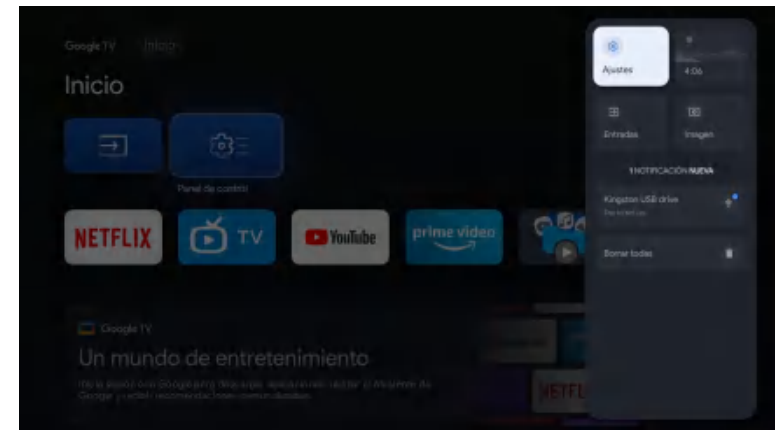 Google TV Inicio
Inicio
Panel de control
NETFLIX
TV
YouTube
prime video
Google TV
Un mundo de entretenimiento
NETFL
Ajustes
4:06
Entradas
Imagen
1 NOTIFICACIÓN NUEVA
Kingston USB drive
Borrar todas